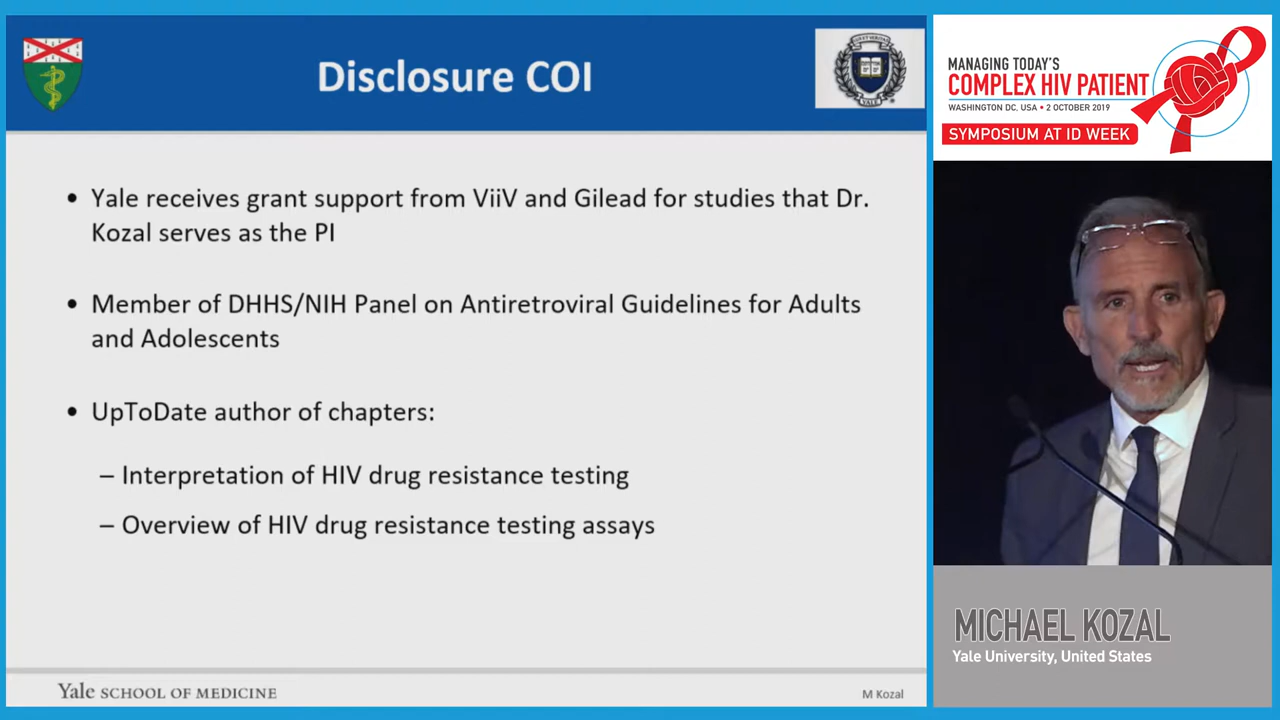 Disclosure COI
• Yale receives grant support from ViiV and Gilead for studies that Dr.
Kozal serves as the PI
• Member of DHHS/NIH Panel on Antiretroviral Guidelines for Adults
and Adolescents
• UpToDate author of chapters:
– Interpretation of HIV drug resistance testing
– Overview of HIV drug resistance testing assays
Yale SCHOOL OF MEDICINE
M Kozal
MANAGING TODAY'S
COMPLEX HIV PATIENT
WASHINGTON DC, USA • 2 OCTOBER 2019
SYMPOSIUM AT ID WEEK
MICHAEL KOZAL
Yale University, United States